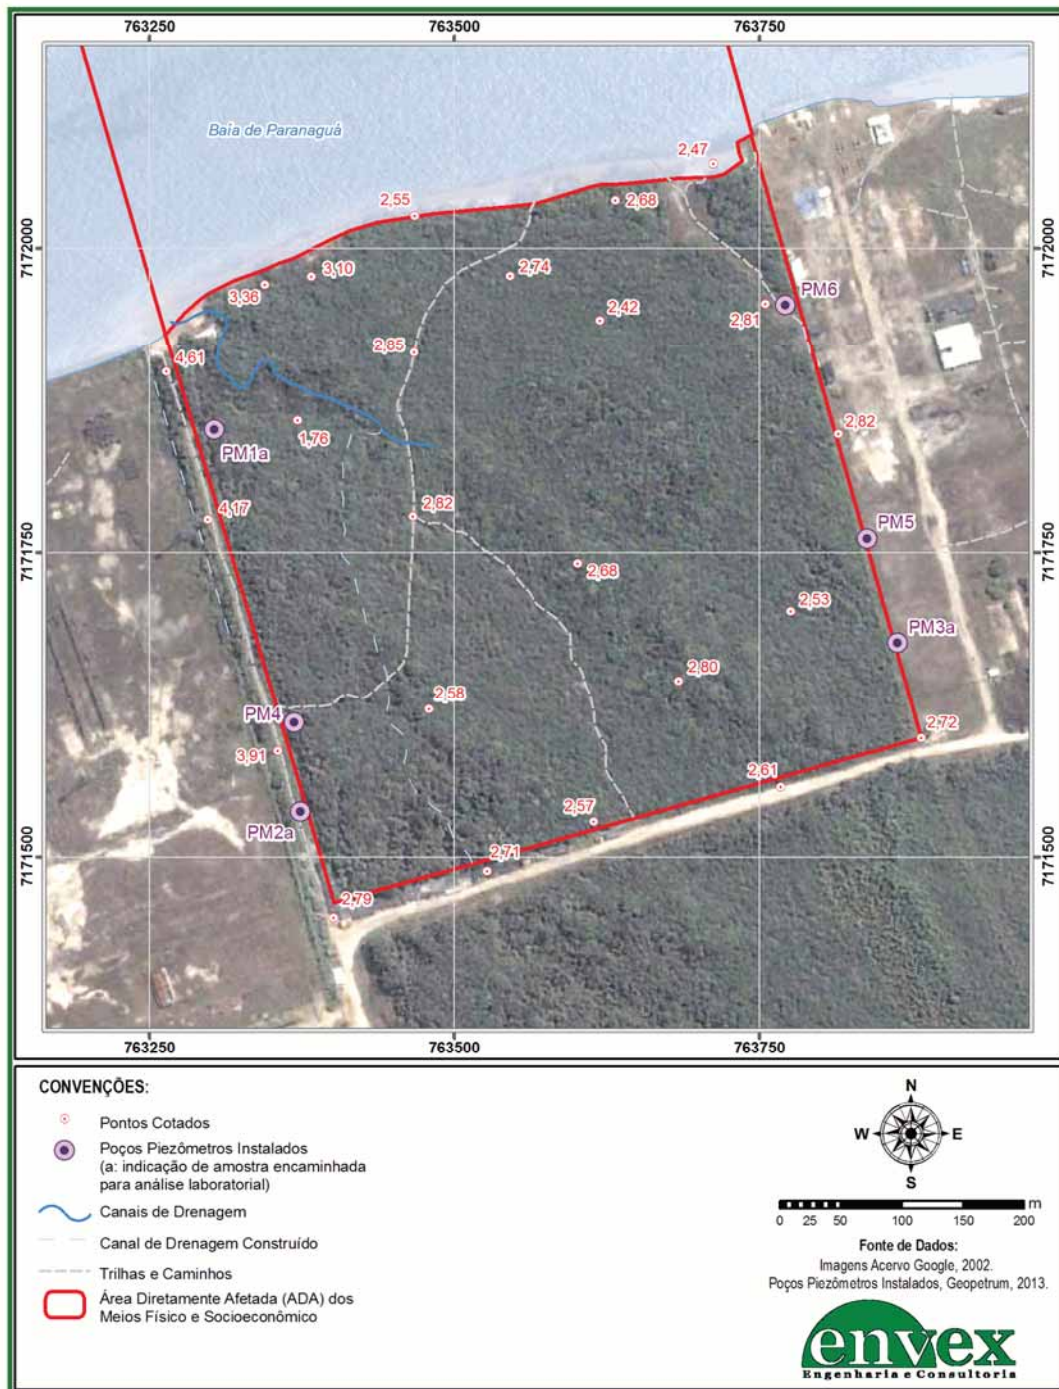 763250 763500 763750
Baía de Paranaguá
2,47
2,55
2,68
7172000
7172000
3,10
2,74
3,36
2,42
2,81
PM6
2,85
4,61
1,76
2,82
PM1a
4,17
2,82
PM5
7171750
7171750
2,68
2,53
PM3a
2,80
2,58
PM4
2,72
3,91
2,61
PM2a
2,57
2,71
7171500
7171500
2,79
763250 763500 763750
CONVENÇÕES:
Pontos Cotados
Poços Piezômetros Instalados
(a: indicação de amostra encaminhada
para análise laboratorial)
Canais de Drenagem
Canal de Drenagem Construído
Trilhas e Caminhos
Área Diretamente Afetada (ADA) dos
Meios Físico e Socioeconômico
N
W E
S
m
0 25 50 100 150 200
Fonte de Dados:
Imagens Acervo Google, 2002.
Poços Piezômetros Instalados, Geopetrum, 2013.
envex
Engenharia e Consultoria